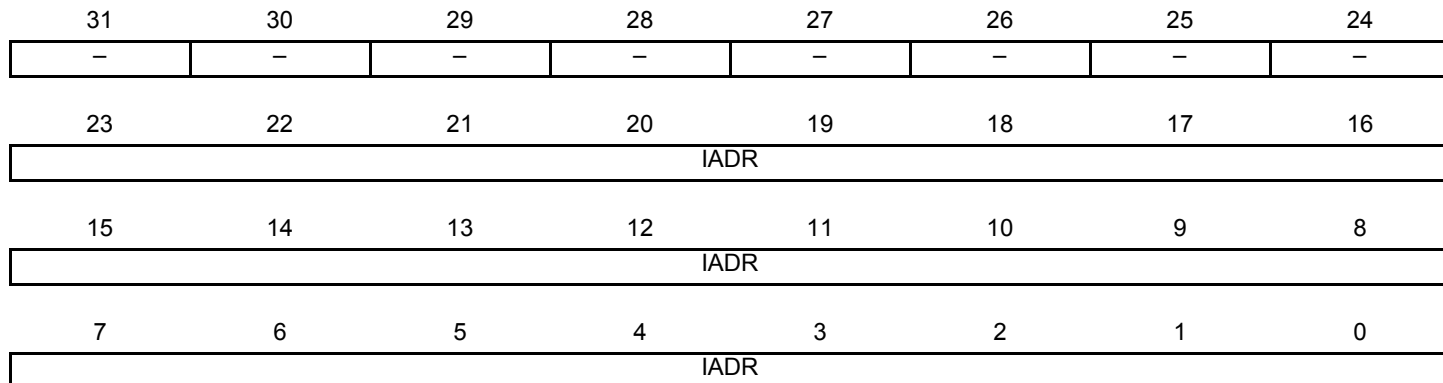 31 30 29 28 27 26 25 24
– – – – – – – –
23 22 21 20 19 18 17 16
IADR
15 14 13 12 11 10 9 8
IADR
7 6 5 4 3 2 1 0
IADR